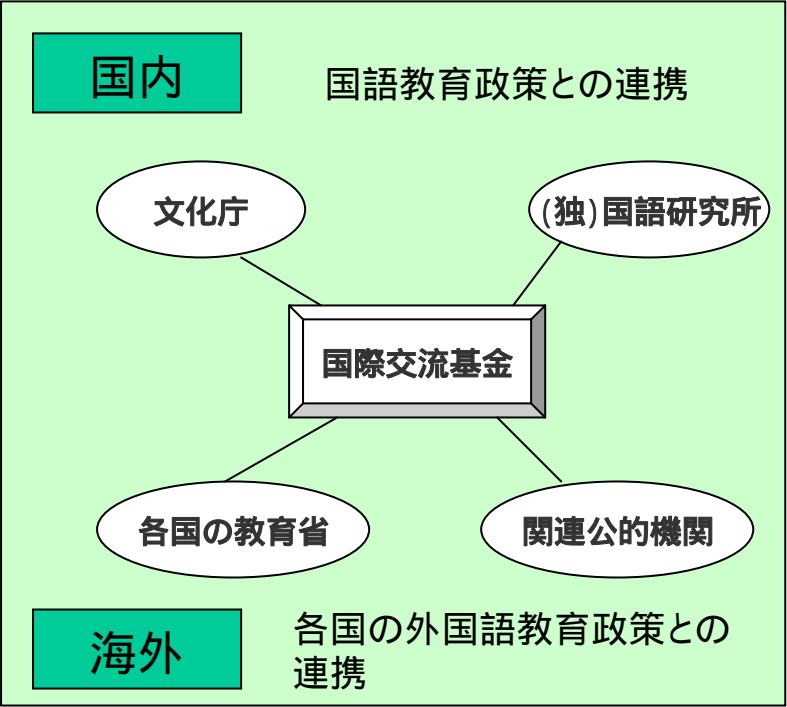 国内
国語教育政策との連携
文化庁
(独)国語研究所
国際交流基金
各国の教育省
関連公的機関
海外
各国の外国語教育政策との
連携